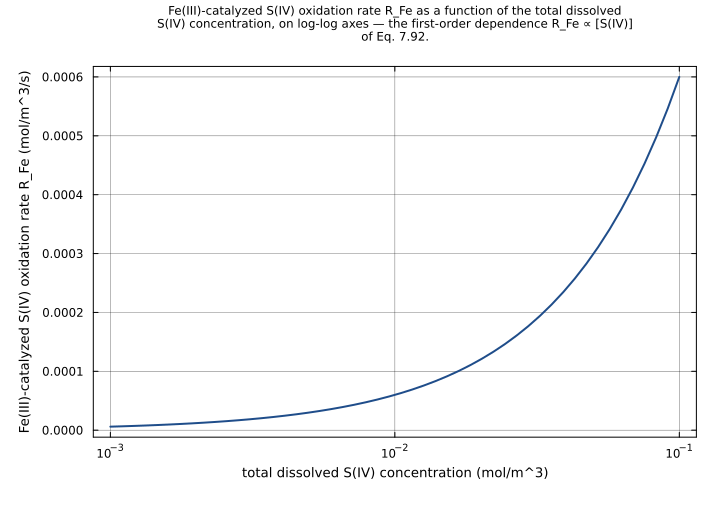 Fe(III)-catalyzed S(IV) oxidation rate R_Fe as a function of the total dissolved
S(IV) concentration, on log-log axes — the first-order dependence R_Fe ∝ [S(IV)]
of Eq. 7.92.
Fe(III)-catalyzed S(IV) oxidation rate R_Fe (mol/m^3/s)
0.0006
0.0005
0.0004
0.0003
0.0002
0.0001
0.0000
10⁻³ 10⁻² 10⁻¹
total dissolved S(IV) concentration (mol/m^3)